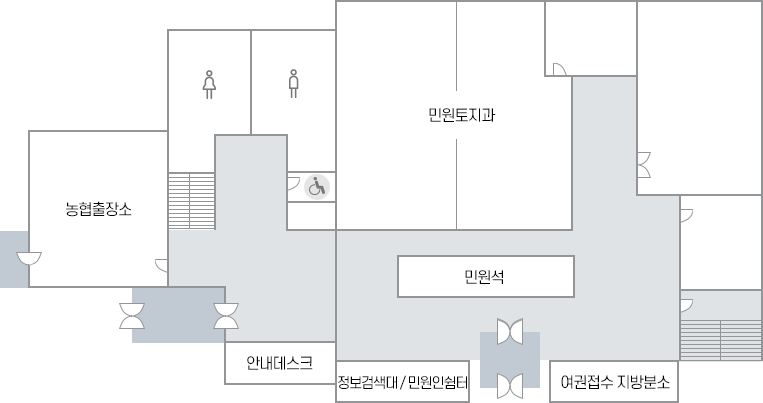 민원토지과
농협출장소
민원석
안내데스크
정보검색대 / 민원인쉼터
여권접수 지방분소